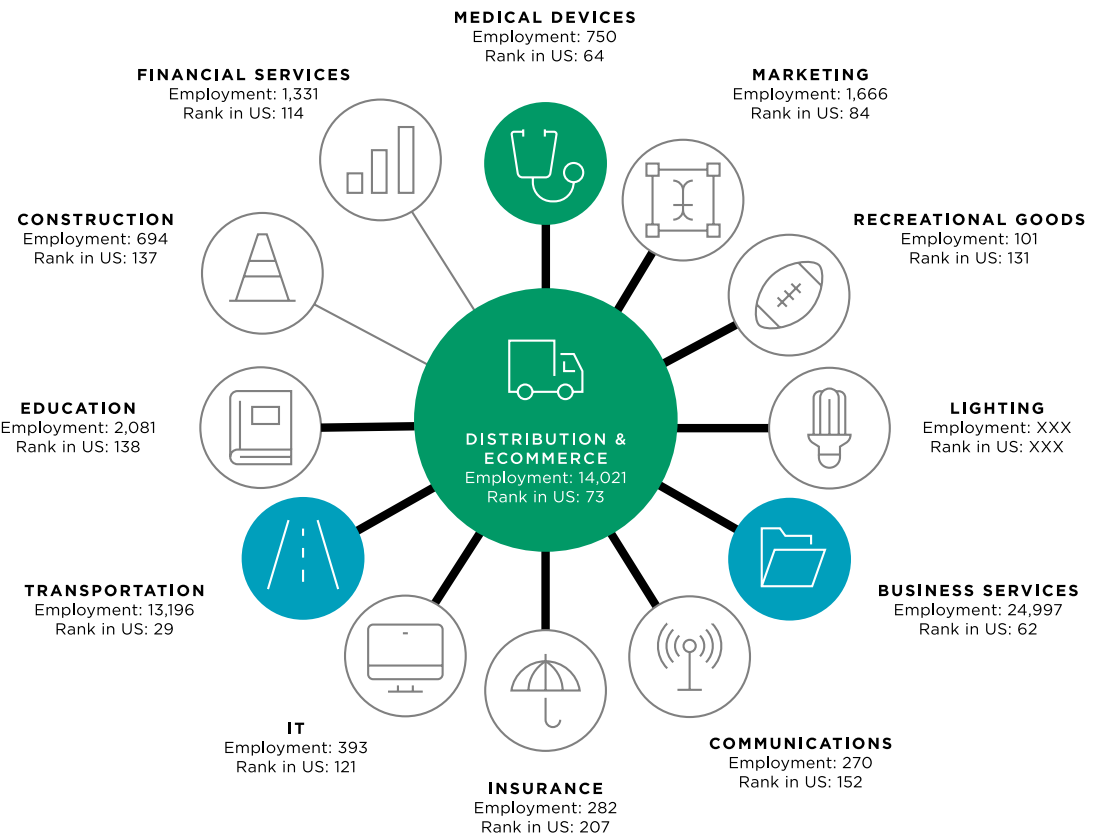 MEDICAL DEVICES
Employment: 750
Rank in US: 64
FINANCIAL SERVICES
Employment: 1,331
Rank in US: 114
MARKETING
Employment: 1,666
Rank in US: 84
CONSTRUCTION
Employment: 694
Rank in US: 137
RECREATIONAL GOODS
Employment: 101
Rank in US: 131
EDUCATION
Employment: 2,081
Rank in US: 138
DISTRIBUTION &
ECOMMERCE
Employment: 14,021
Rank in US: 73
LIGHTING
Employment: XXX
Rank in US: XXX
TRANSPORTATION
Employment: 13,196
Rank in US: 29
BUSINESS SERVICES
Employment: 24,997
Rank in US: 62
IT
Employment: 393
Rank in US: 121
COMMUNICATIONS
Employment: 270
Rank in US: 152
INSURANCE
Employment: 282
Rank in US: 207